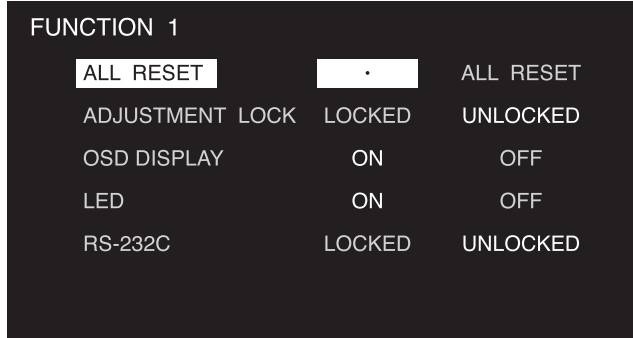 FUNCTION 1
ALL RESET · ALL RESET
ADJUSTMENT LOCK LOCKED UNLOCKED
OSD DISPLAY ON OFF
LED ON OFF
RS-232C LOCKED UNLOCKED